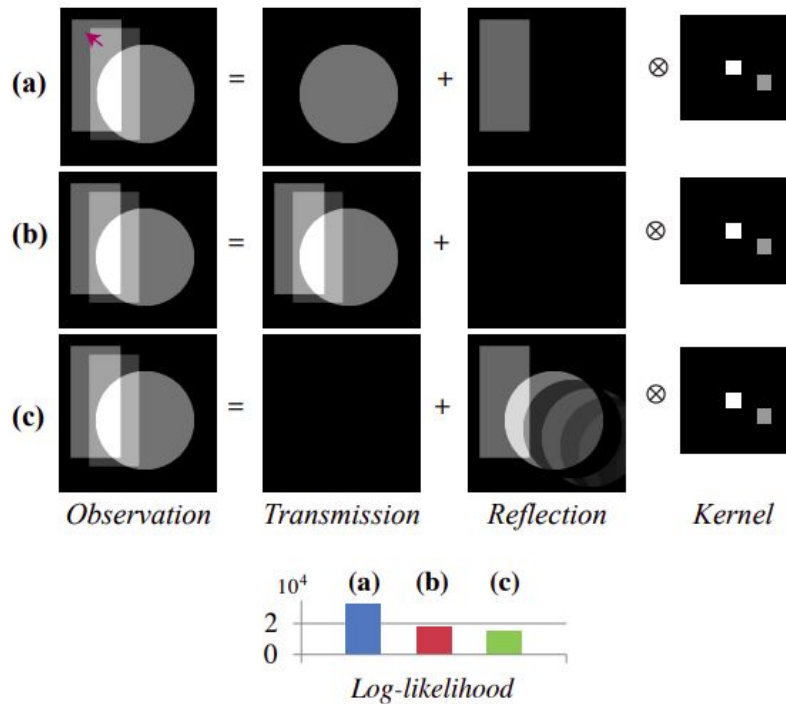 (a) = + ⊗
(b) = + ⊗
(c) = + ⊗
Observation Transmission Reflection Kernel
10⁴ (a) (b) (c)
2
0
Log-likelihood